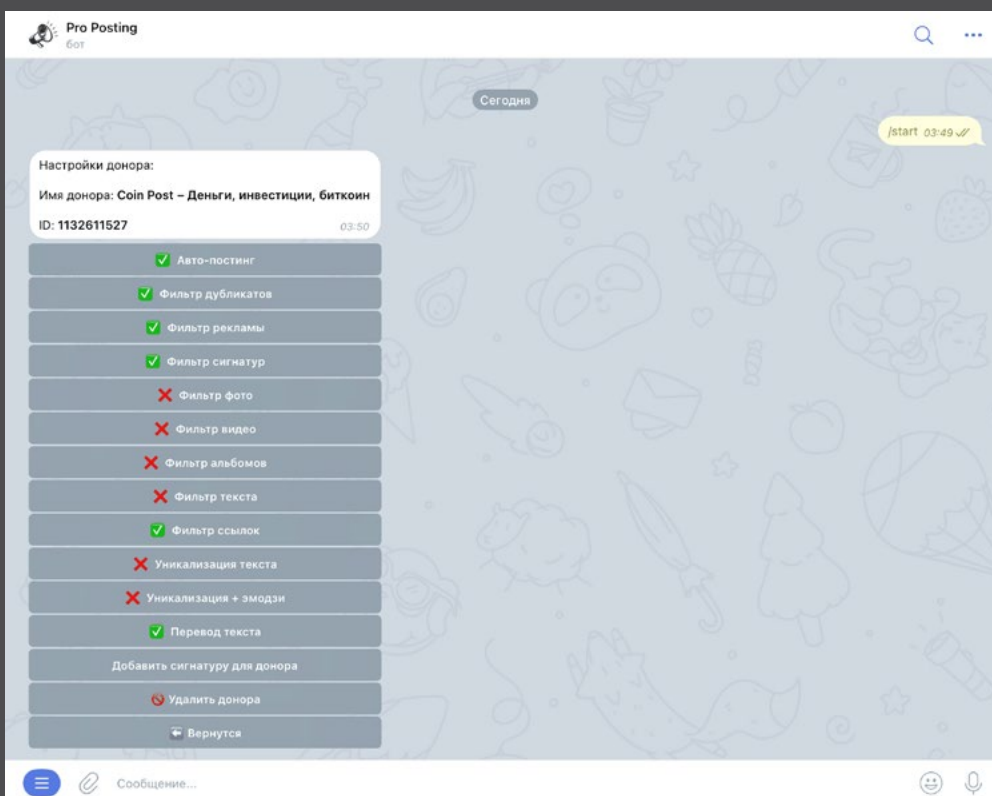 Pro Posting
бот
Сегодня
/start 03:49
Настройки донора:
Имя донора: Coin Post – Деньги, инвестиции, биткоин
ID: 1132611527
03:50
Авто-постинг
Фильтр дубликатов
Фильтр рекламы
Фильтр сигнатур
Фильтр фото
Фильтр видео
Фильтр альбомов
Фильтр текста
Фильтр ссылок
Уникализация текста
Уникализация + эмодзи
Перевод текста
Добавить сигнатуру для донора
Удалить донора
Вернутся
Сообщение...